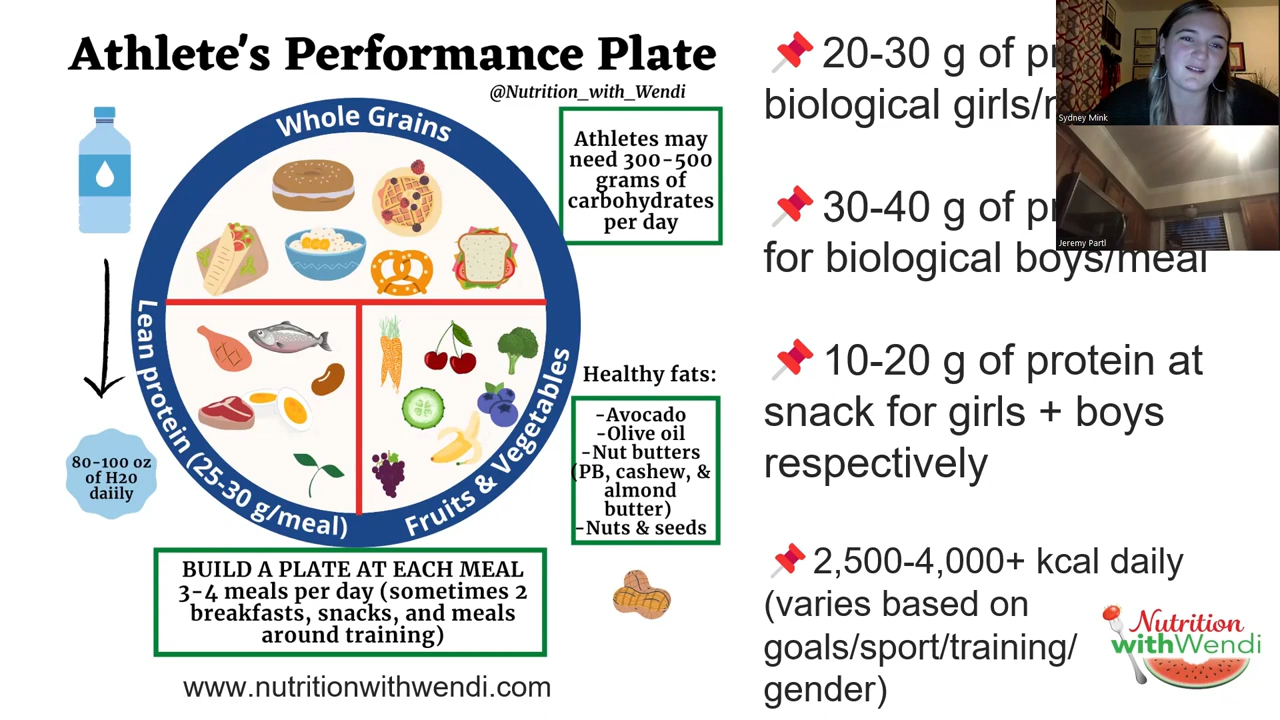 Athlete's Performance Plate
@Nutrition_with_Wendi
Whole Grains
Lean protein (25-30 g/meal)
Fruits & Vegetables
Athletes may
need 300-500
grams of
carbohydrates
per day
80-100 oz
of H20
daiily
Healthy fats:
-Avocado
-Olive oil
-Nut butters
(PB, cashew, &
almond
butter)
-Nuts & seeds
BUILD A PLATE AT EACH MEAL
3-4 meals per day (sometimes 2
breakfasts, snacks, and meals
around training)
www.nutritionwithwendi.com
20-30 g of
biological girls/
30-40 g of
for biological boys/meal
10-20 g of protein at
snack for girls + boys
respectively
2,500-4,000+ kcal daily
(varies based on
goals/sport/training/
gender)
Sydney Mink
Jeremy Partl
Nutrition
withWendi